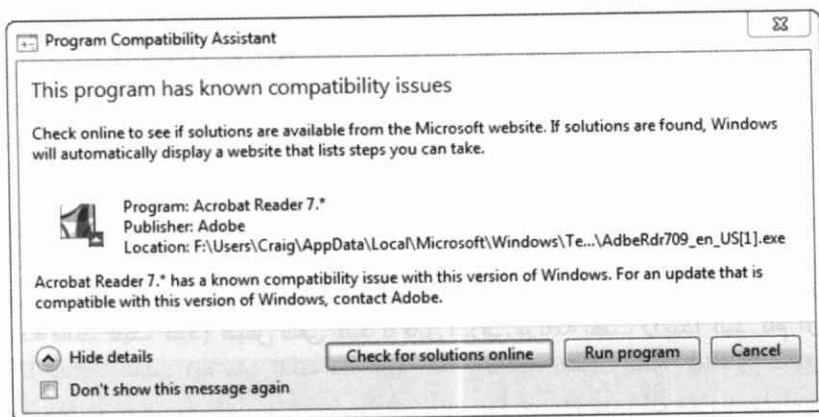 Program Compatibility Assistant
This program has known compatibility issues
Check online to see if solutions are available from the Microsoft website. If solutions are found, Windows
will automatically display a website that lists steps you can take.
Program: Acrobat Reader 7.*
Publisher: Adobe
Location: F:\Users\Craig\AppData\Local\Microsoft\Windows\Te...\AdbeRdr709_en_US[1].exe
Acrobat Reader 7.* has a known compatibility issue with this version of Windows. For an update that is
compatible with this version of Windows, contact Adobe.
Hide details
Check for solutions online
Run program
Cancel
Don't show this message again